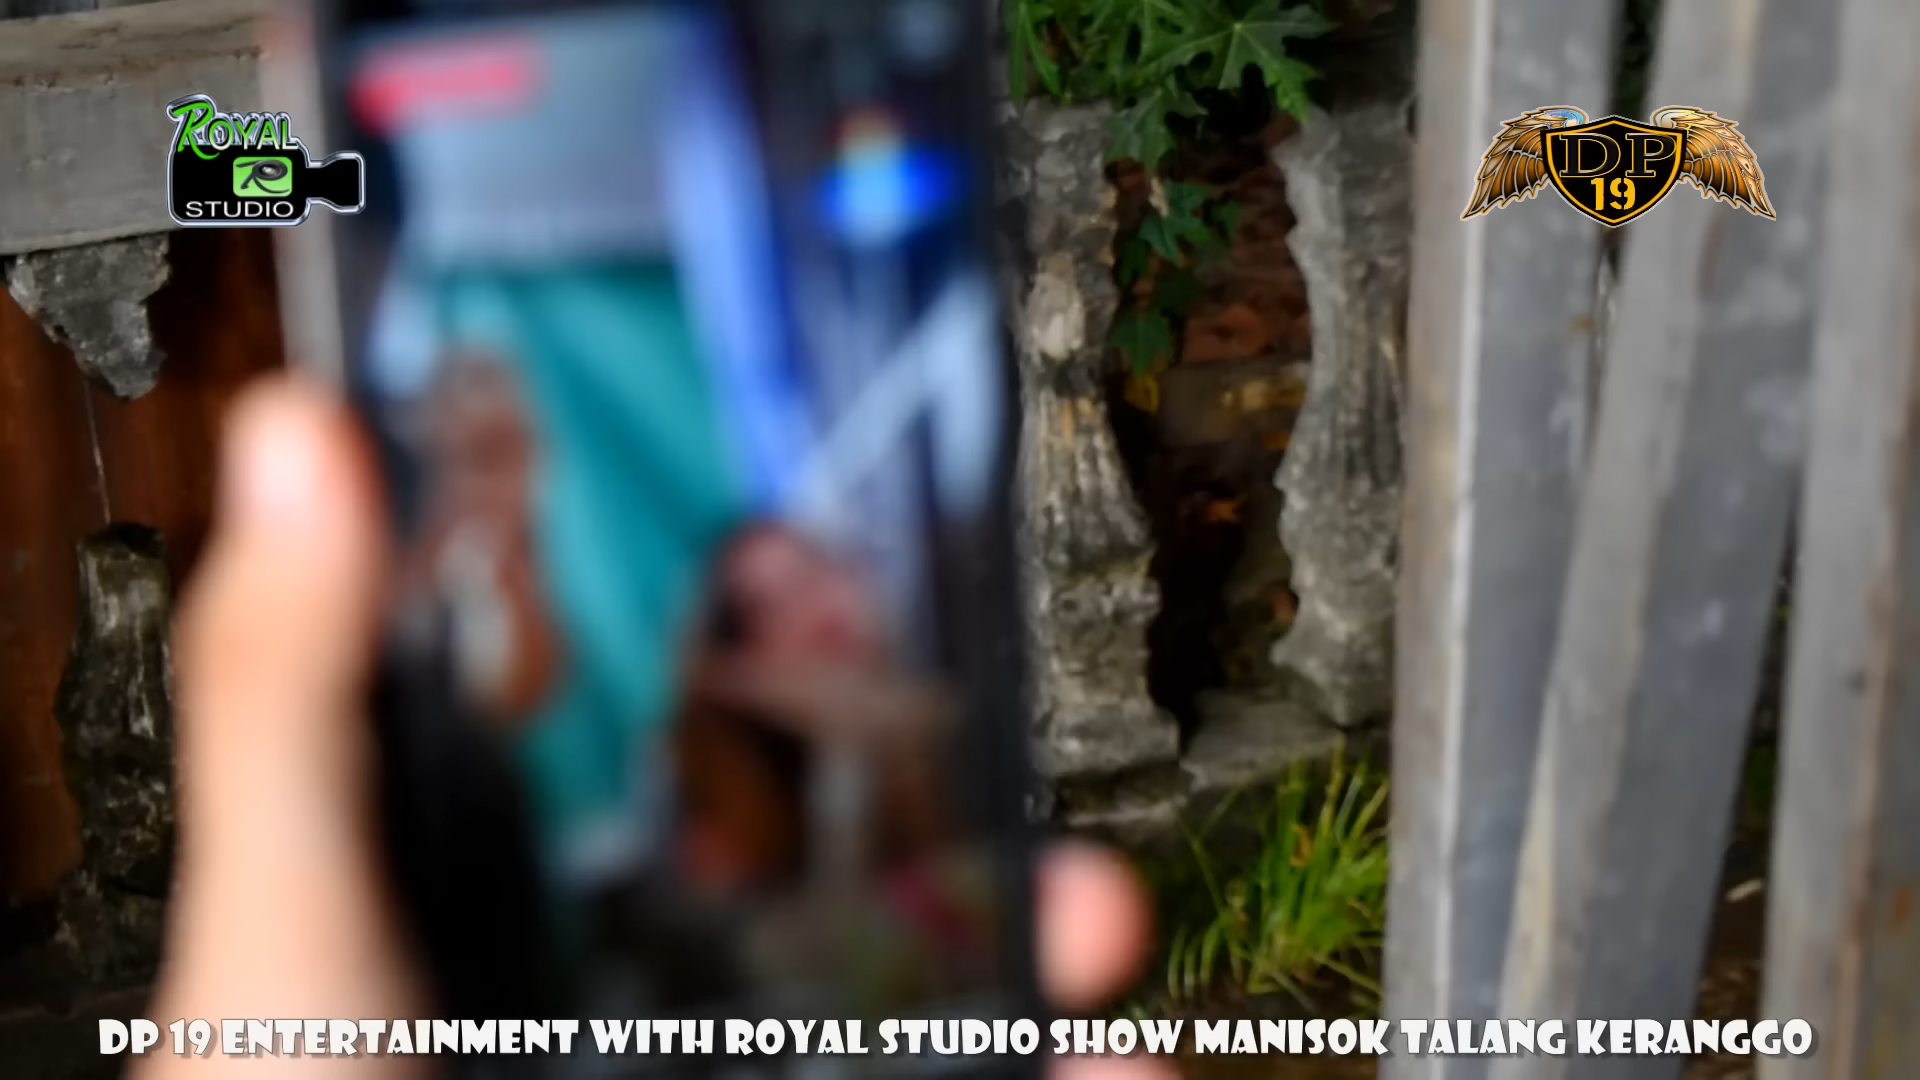 ROYAL
R
STUDIO
DP
19
DP 19 ENTERTAINMENT WITH ROYAL STUDIO SHOW MANISOK TALANG KERANGGO